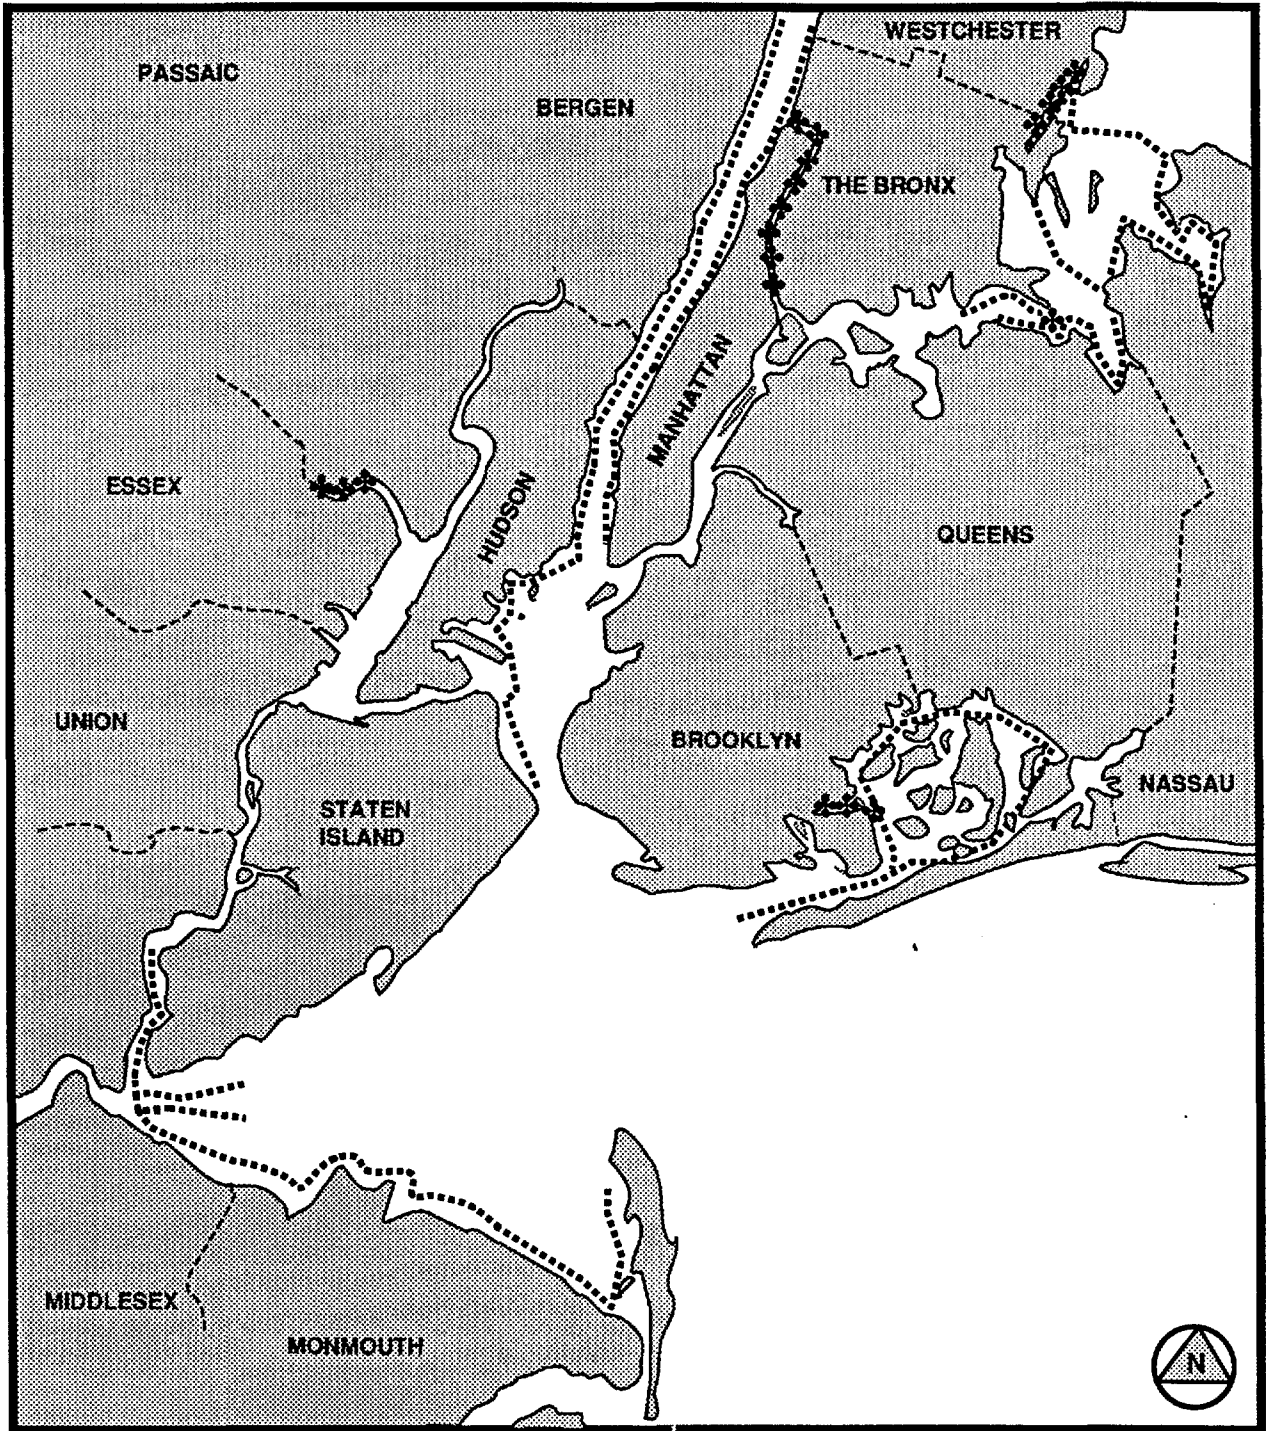 WESTCHESTER
PASSAIC
BERGEN
THE BRONX
MANHATTAN
ESSEX
HUDSON
QUEENS
UNION
BROOKLYN
NASSAU
STATEN
ISLAND
MIDDLESEX
MONMOUTH
N